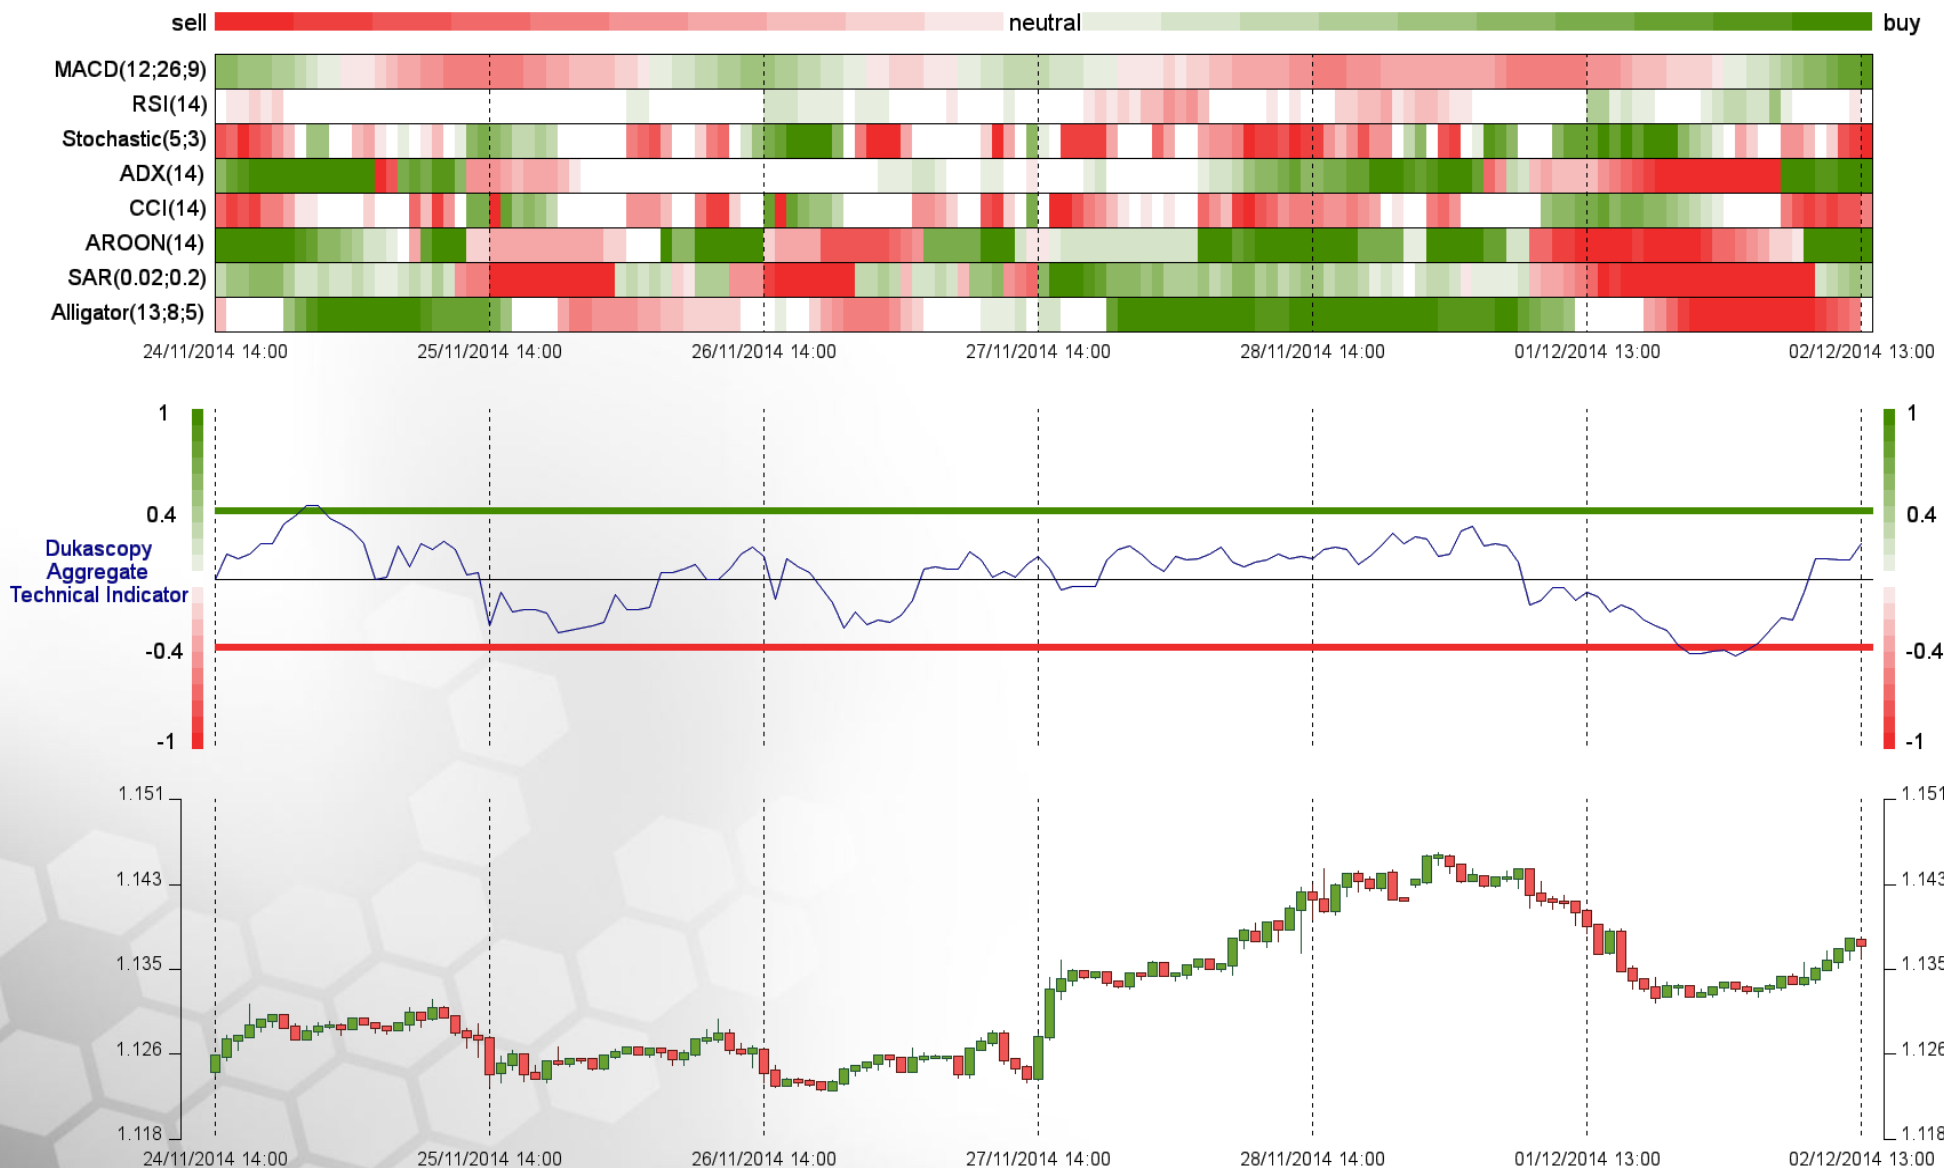 sell neutral buy
MACD(12;26;9)
RSI(14)
Stochastic(5;3)
ADX(14)
CCI(14)
AROON(14)
SAR(0.02;0.2)
Alligator(13;8;5)
24/11/2014 14:00 25/11/2014 14:00 26/11/2014 14:00 27/11/2014 14:00 28/11/2014 14:00 01/12/2014 13:00 02/12/2014 13:00
1 1
0.4 0.4
Dukascopy
Aggregate
Technical Indicator
-0.4 -0.4
-1 -1
1.151 1.151
1.143 1.143
1.135 1.135
1.126 1.126
1.118 1.118
24/11/2014 14:00 25/11/2014 14:00 26/11/2014 14:00 27/11/2014 14:00 28/11/2014 14:00 01/12/2014 13:00 02/12/2014 13:00